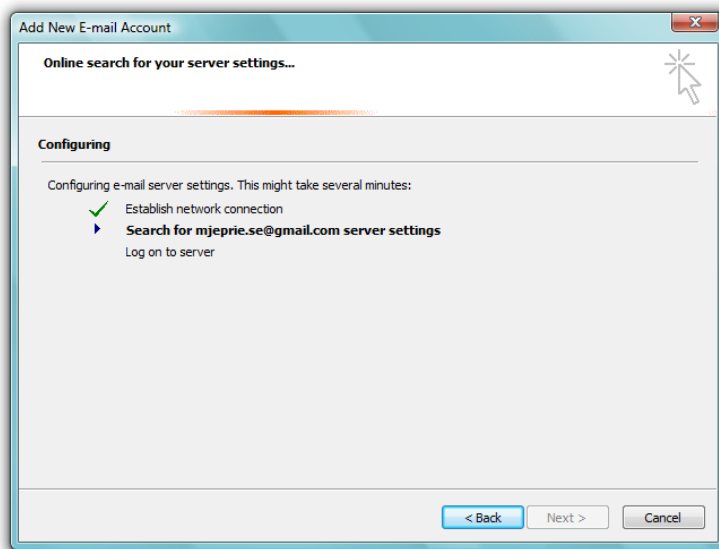 Add New E-mail Account
Online search for your server settings...
Configuring
Configuring e-mail server settings. This might take several minutes:
Establish network connection
Search for mjeprie.se@gmail.com server settings
Log on to server
< Back Next > Cancel